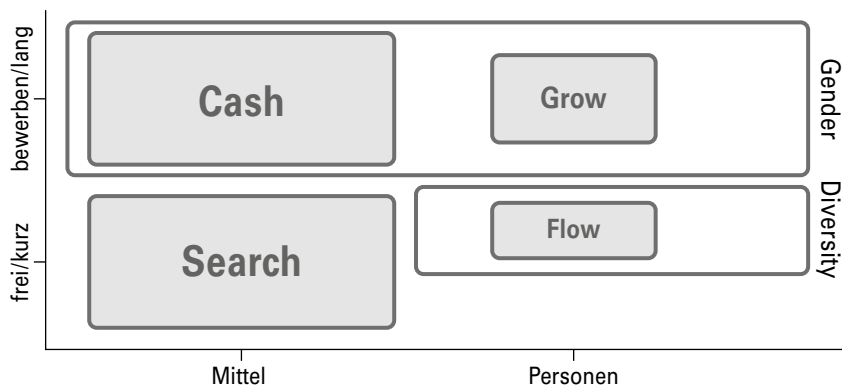 bewerben/lang
Cash
Grow
Gender
frei/kurz
Search
Flow
Diversity
Mittel
Personen